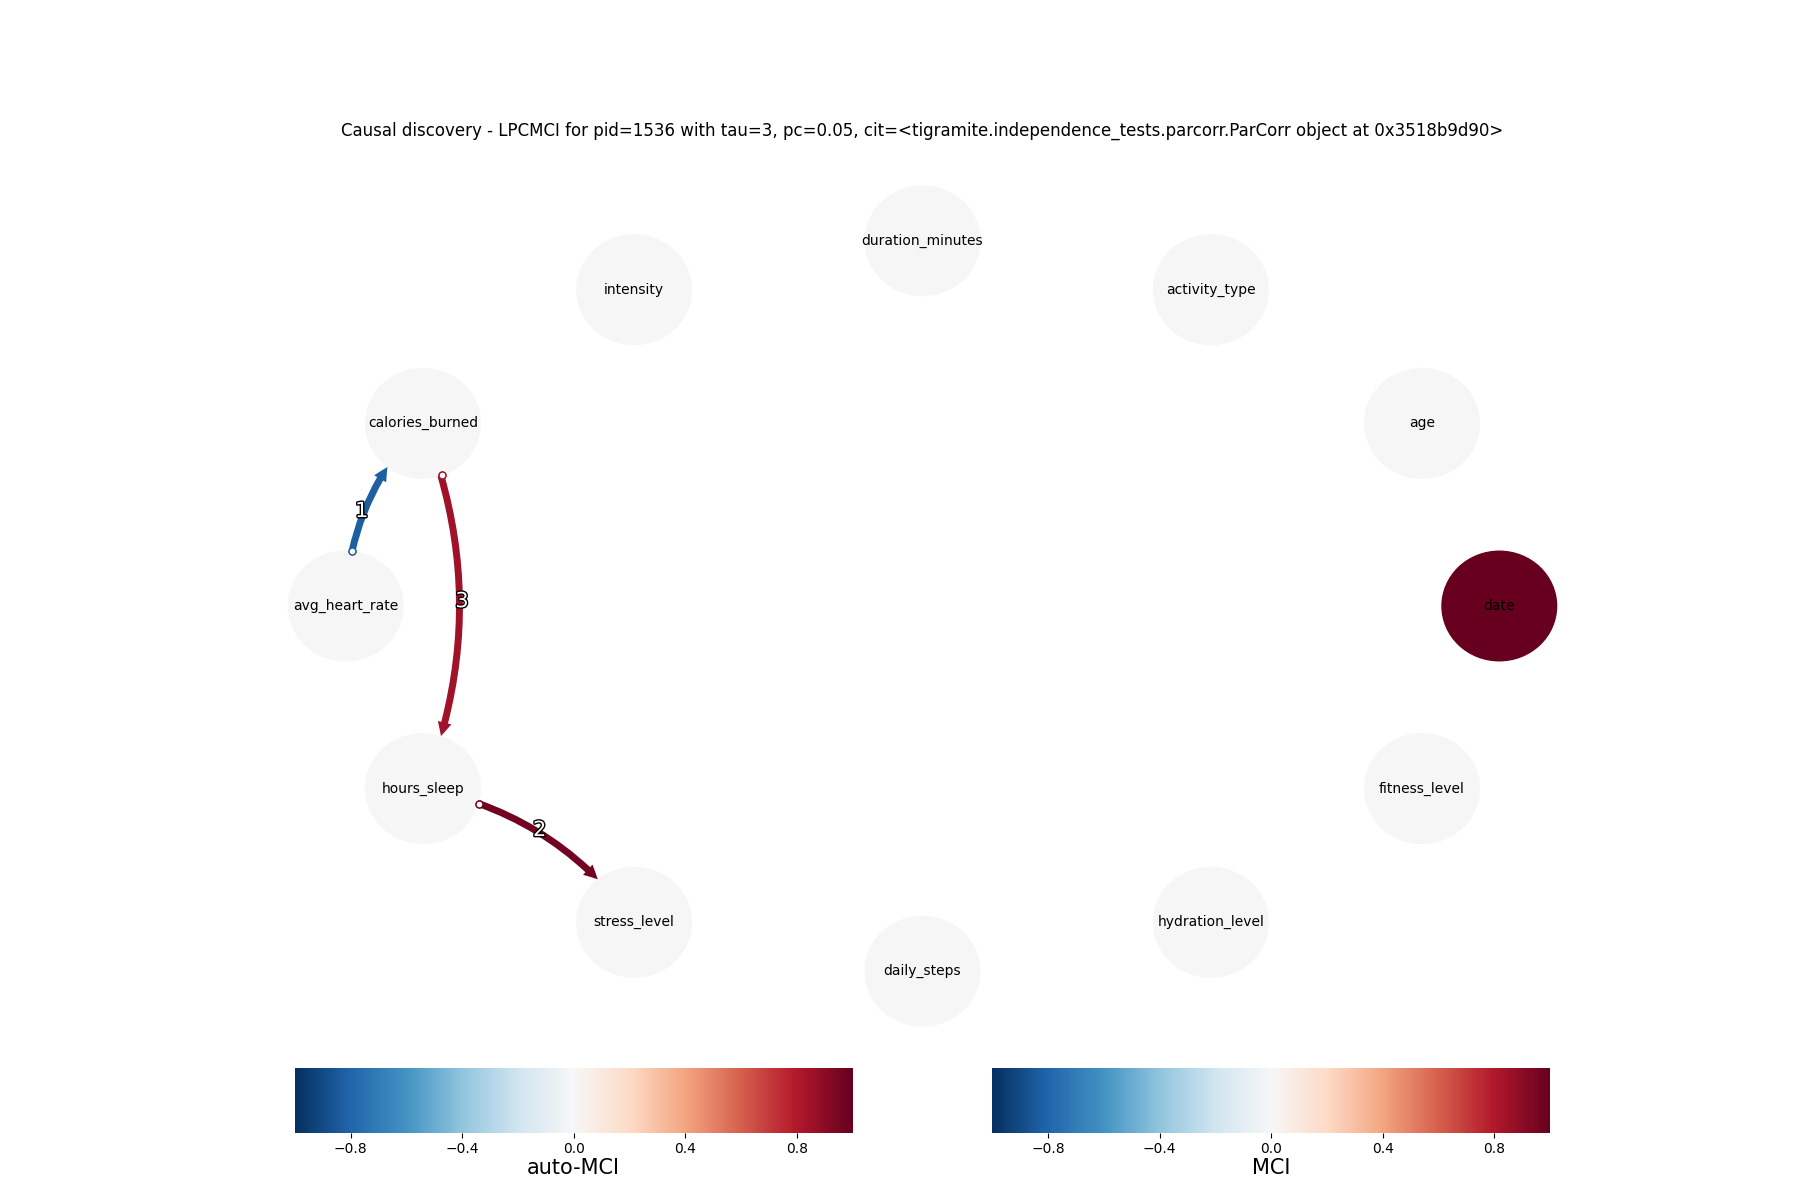 Causal discovery - LPCMCI for pid=1536 with tau=3, pc=0.05, cit=<tigramite.independence_tests.parcorr.ParCorr object at 0x3518b9d90>
duration_minutes
intensity
activity_type
calories_burned
age
1
avg_heart_rate
3
date
hours_sleep
fitness_level
2
stress_level
hydration_level
daily_steps
−0.8 −0.4 0.0 0.4 0.8
auto-MCI
−0.8 −0.4 0.0 0.4 0.8
MCI